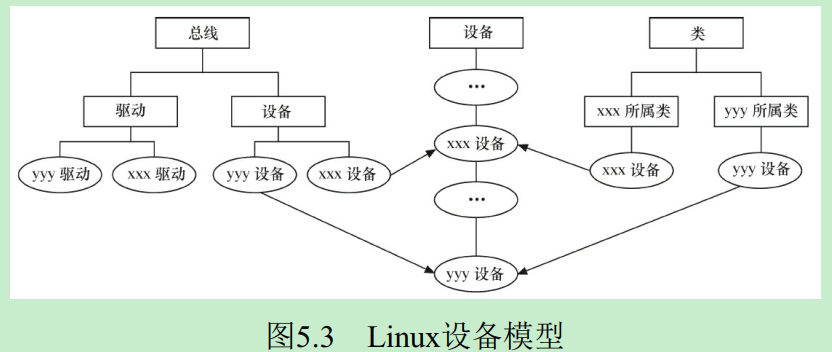 总线
设备
类
驱动
设备
...
xxx 所属类
yyy 所属类
xxx 设备
yyy 驱动
xxx 驱动
yyy 设备
xxx 设备
xxx 设备
yyy 设备
...
yyy 设备
图5.3 Linux设备模型